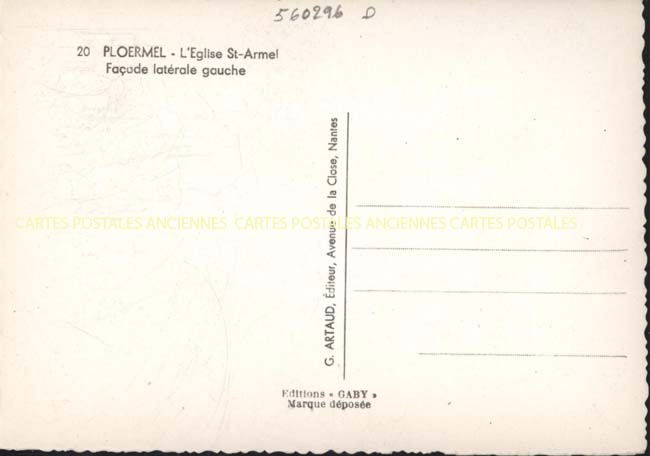 560296 D
20 PLOERMEL - L'Eglise St-Armel
Façade latérale gauche
G. ARTAUD, Éditeur, Avenue de la Close, Nantes
CARTES POSTALES ANCIENNES CARTES POSTALES ANCIENNES CARTES POSTALES
Editions « GABY »
Marque déposée